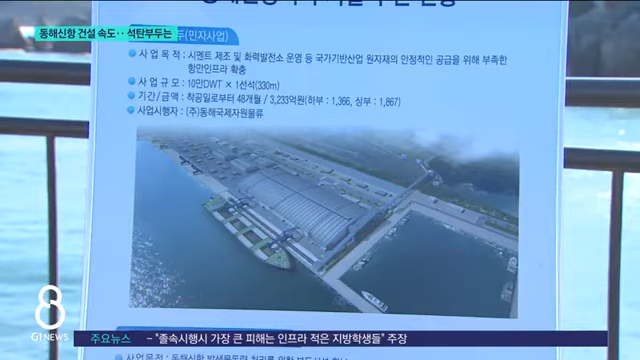 동해신항 건설 속도‥ 석탄부두는
두(민자사업)
• 사 업 목 적 : 시멘트 제조 및 화력발전소 운영 등 국가기반산업 원자재의 안정적인 공급을 위해 부족한
항만인프라 확충
• 사 업 규 모 : 10만DWT × 1선석(330m)
• 기 간 / 금 액 : 착공일로부터 48개월 / 3,233억원(하부 : 1,366, 상부 : 1,867)
• 사업시행자 : (주)동해국제자원물류
8
G1NEWS
주요뉴스 - "졸속시행시 가장 큰 피해는 인프라 적은 지방학생들" 주장